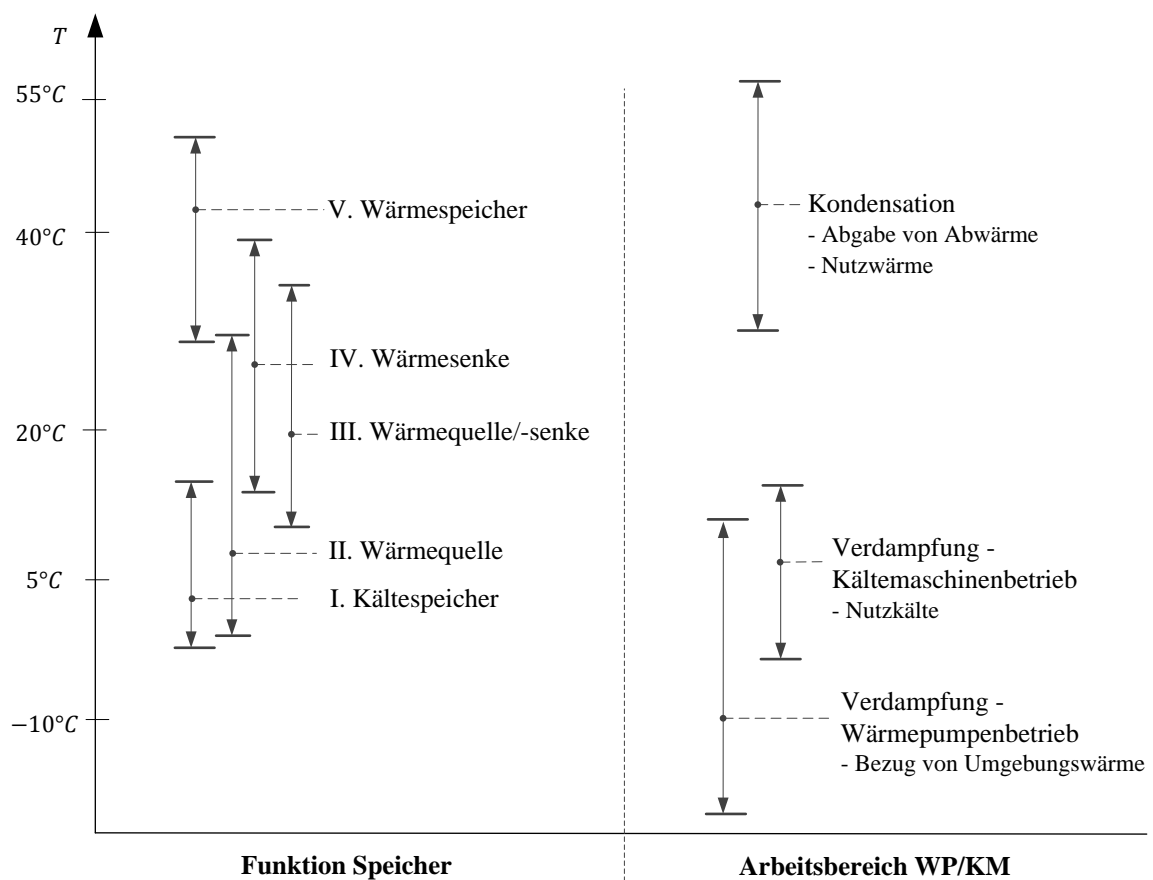 T
55°C
40°C
20°C
5°C
−10°C
V. Wärmespeicher
IV. Wärmesenke
III. Wärmequelle/-senke
II. Wärmequelle
I. Kältespeicher
Kondensation
- Abgabe von Abwärme
- Nutzwärme
Verdampfung -
Kältemaschinenbetrieb
- Nutzkälte
Verdampfung -
Wärmepumpenbetrieb
- Bezug von Umgebungswärme
Funktion Speicher
Arbeitsbereich WP/KM